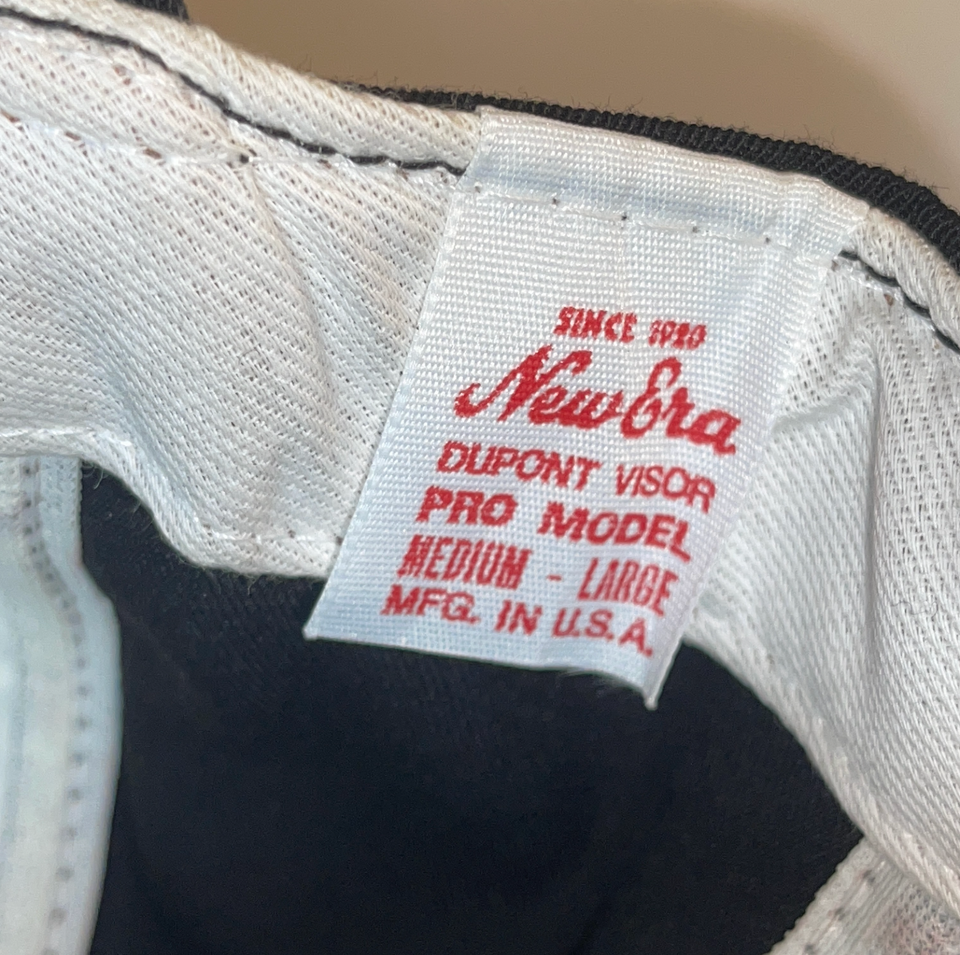 SINCE 1920
New Era
DUPONT VISOR
PRO MODEL
MEDIUM - LARGE
MFG. IN U.S.A.